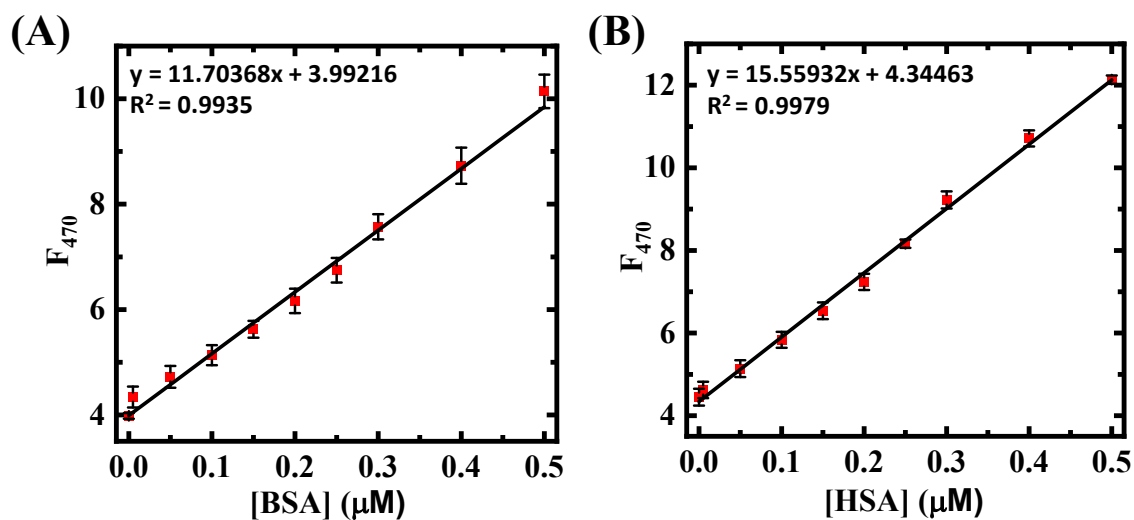 (A)
y = 11.70368x + 3.99216
R² = 0.9935
F₄₇₀
10
8
6
4
0.0 0.1 0.2 0.3 0.4 0.5
[BSA] (μM)
(B)
y = 15.55932x + 4.34463
R² = 0.9979
F₄₇₀
12
10
8
6
4
0.0 0.1 0.2 0.3 0.4 0.5
[HSA] (μM)